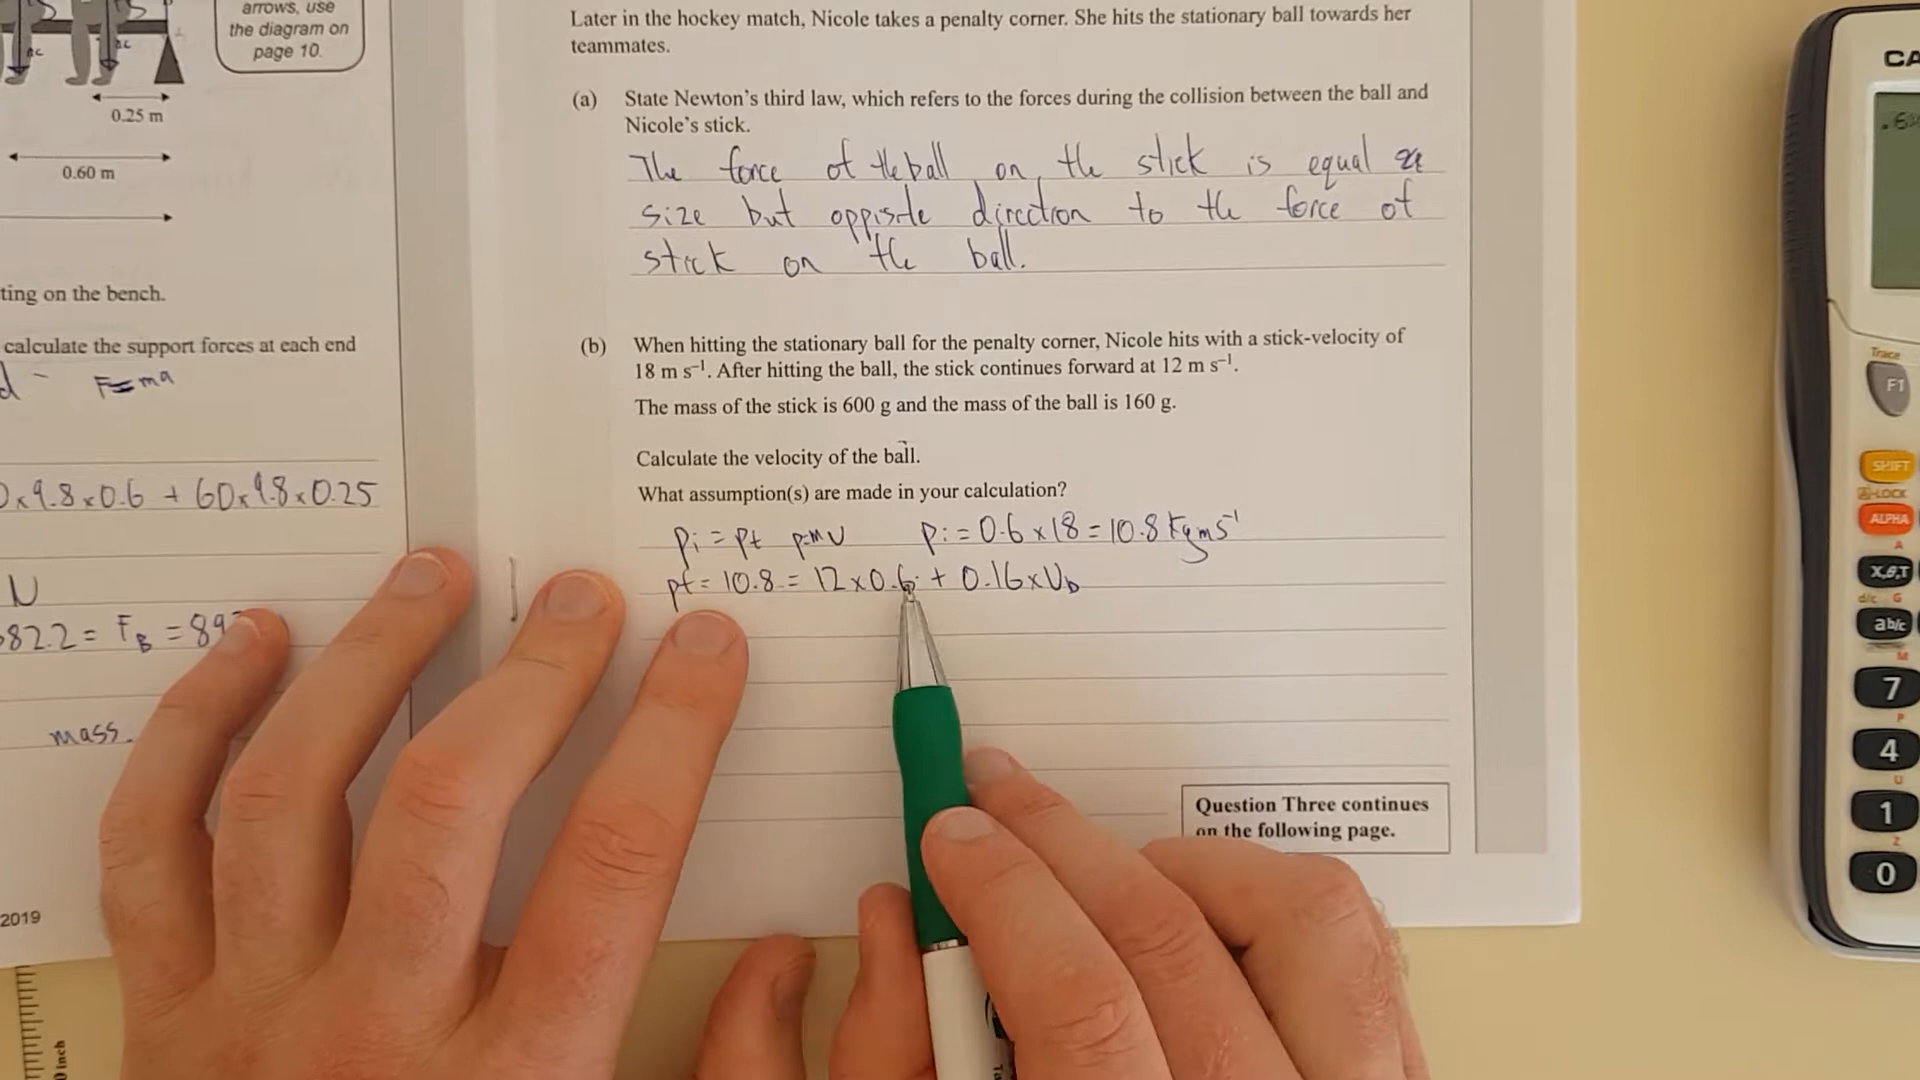 arrows, use
the diagram on
page 10.
0.25 m
0.60 m
ting on the bench.
calculate the support forces at each end
F=ma
x9.8x0.6 + 60x9.8x0.25
N
82.2 = FB = 89
mass.
2019
Later in the hockey match, Nicole takes a penalty corner. She hits the stationary ball towards her
teammates.
(a) State Newton's third law, which refers to the forces during the collision between the ball and
Nicole's stick.
The force of the ball on the stick is equal
size but oppisite direction to the force of
stick on the ball.
(b) When hitting the stationary ball for the penalty corner, Nicole hits with a stick-velocity of
18 m s⁻¹. After hitting the ball, the stick continues forward at 12 m s⁻¹.
The mass of the stick is 600 g and the mass of the ball is 160 g.
Calculate the velocity of the ball.
What assumption(s) are made in your calculation?
pi = pf p=mv pi = 0.6 x 18 = 10.8 kgms⁻¹
pf = 10.8 = 12 x 0.6 + 0.16 x Vb
Question Three continues
on the following page.
CA
Trace
F1
SHIFT
A-LOCK
ALPHA
A
X,θ,T
d/c G
ab/c
M
7
P
4
U
1
Z
0
inch